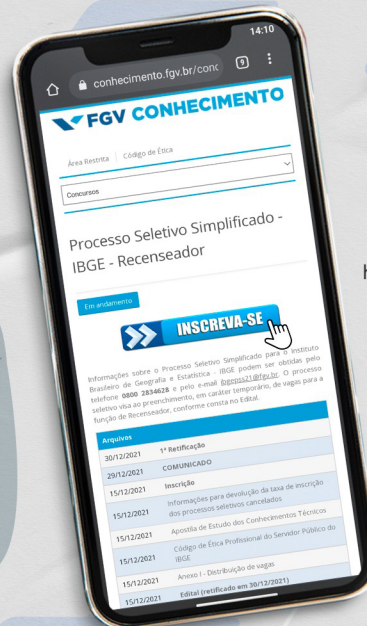 14:10
conhecimento.fgv.br/conc
9
FGV CONHECIMENTO
Área Restrita | Código de Ética
Concursos
Processo Seletivo Simplificado -
IBGE - Recenseador
Em andamento
INSCREVA-SE
Informações sobre o Processo Seletivo Simplificado para o Instituto
Brasileiro de Geografia e Estatística - IBGE podem ser obtidas pelo
telefone 0800 2834628 e pelo e-mail ibgepss21@fgv.br. O processo
seletivo visa ao preenchimento, em caráter temporário, de vagas para a
função de Recenseador, conforme consta no Edital.
Arquivos
30/12/2021 1ª Retificação
29/12/2021 COMUNICADO
15/12/2021 Inscrição
15/12/2021 Informações para devolução da taxa de inscrição
dos processos seletivos cancelados
15/12/2021 Apostila de Estudo dos Conhecimentos Técnicos
15/12/2021 Código de Ética Profissional do Servidor Público do
IBGE
15/12/2021 Anexo I - Distribuição de vagas
15/12/2021 Edital (retificado em 30/12/2021)